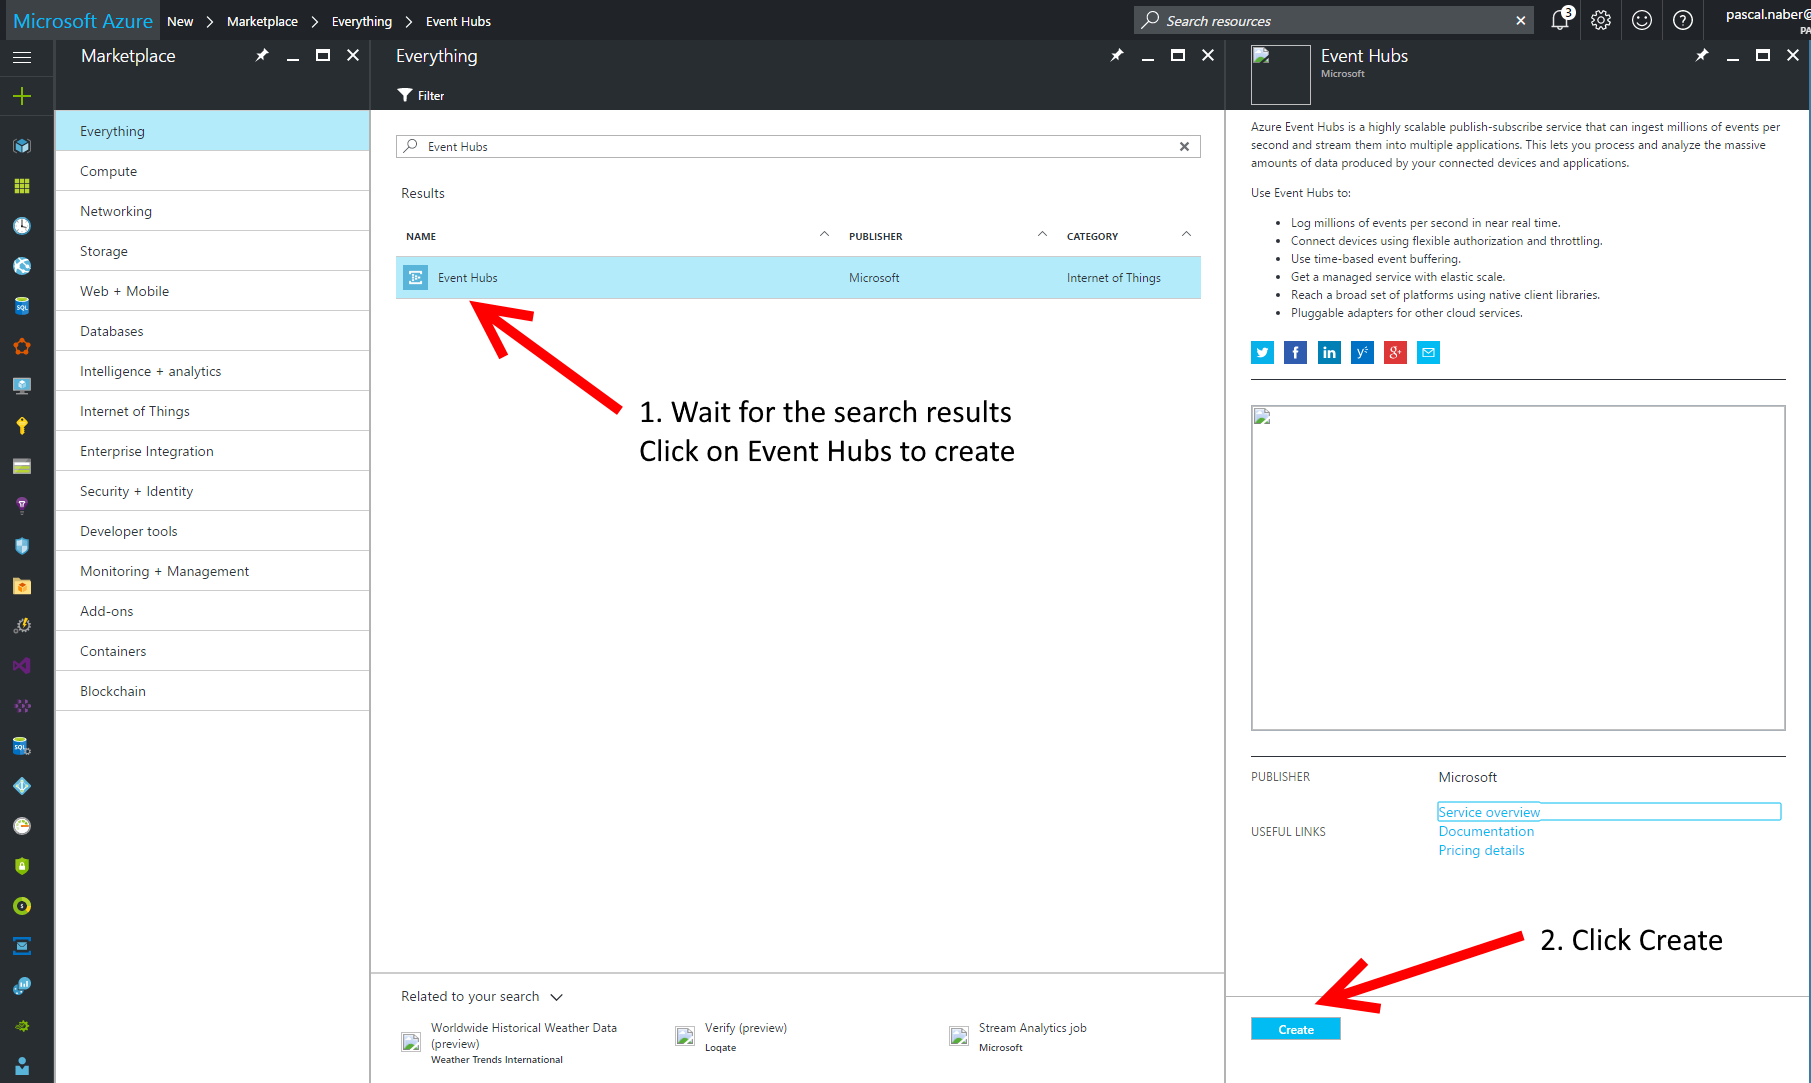 Microsoft Azure New Marketplace Everything Event Hubs
Search resources
3
pascal.naber@
PA
Marketplace
Everything
Compute
Networking
Storage
Web + Mobile
Databases
Intelligence + analytics
Internet of Things
Enterprise Integration
Security + Identity
Developer tools
Monitoring + Management
Add-ons
Containers
Blockchain
Everything
Filter
Event Hubs
Results
NAME PUBLISHER CATEGORY
Event Hubs Microsoft Internet of Things
1. Wait for the search results
Click on Event Hubs to create
Related to your search
Worldwide Historical Weather Data
(preview)
Weather Trends International
Verify (preview)
Loqate
Stream Analytics job
Microsoft
Event Hubs
Microsoft
Azure Event Hubs is a highly scalable publish-subscribe service that can ingest millions of events per
second and stream them into multiple applications. This lets you process and analyze the massive
amounts of data produced by your connected devices and applications.
Use Event Hubs to:
• Log millions of events per second in near real time.
• Connect devices using flexible authorization and throttling.
• Use time-based event buffering.
• Get a managed service with elastic scale.
• Reach a broad set of platforms using native client libraries.
• Pluggable adapters for other cloud services.
PUBLISHER Microsoft
USEFUL LINKS
Service overview
Documentation
Pricing details
2. Click Create
Create